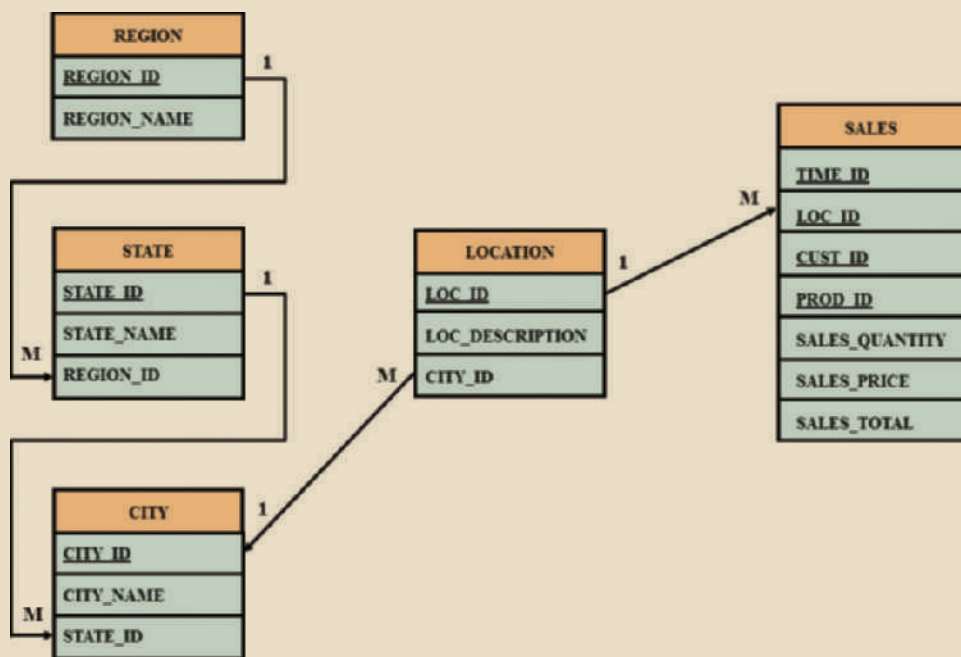 REGION
REGION_ID
REGION_NAME
1
M
STATE
STATE_ID
STATE_NAME
REGION_ID
1
M
CITY
CITY_ID
CITY_NAME
STATE_ID
1
M
LOCATION
LOC_ID
LOC_DESCRIPTION
CITY_ID
1
M
SALES
TIME_ID
LOC_ID
CUST_ID
PROD_ID
SALES_QUANTITY
SALES_PRICE
SALES_TOTAL